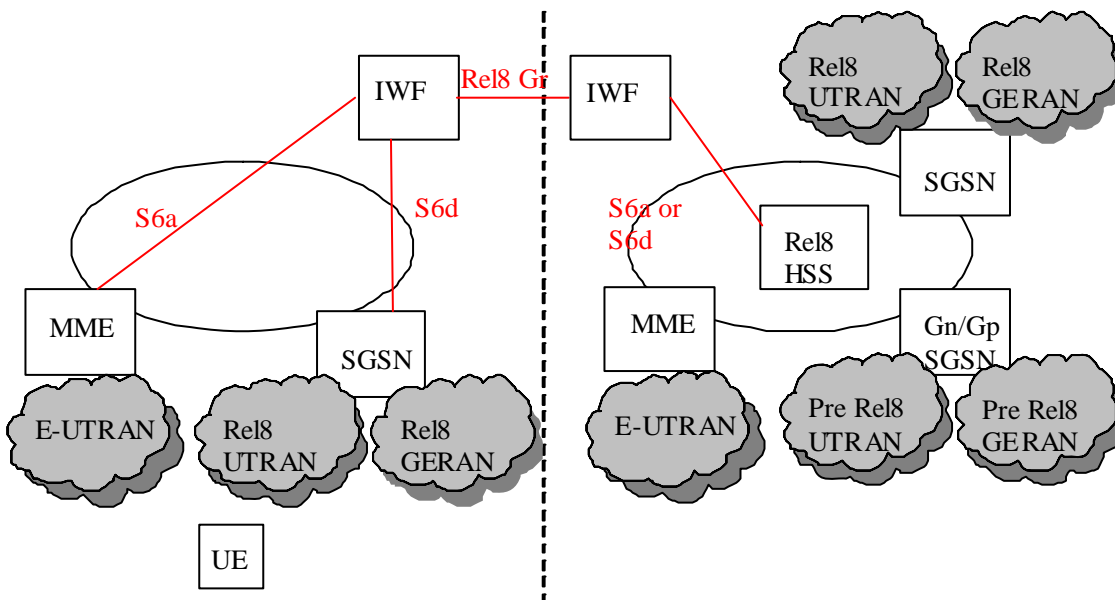 IWF
Rel8 Gr
IWF
Rel8
UTRAN
Rel8
GERAN
SGSN
S6a
S6d
S6a or
S6d
Rel8
HSS
MME
SGSN
MME
Gn/Gp
SGSN
E-UTRAN
Rel8
UTRAN
Rel8
GERAN
E-UTRAN
Pre Rel8
UTRAN
Pre Rel8
GERAN
UE